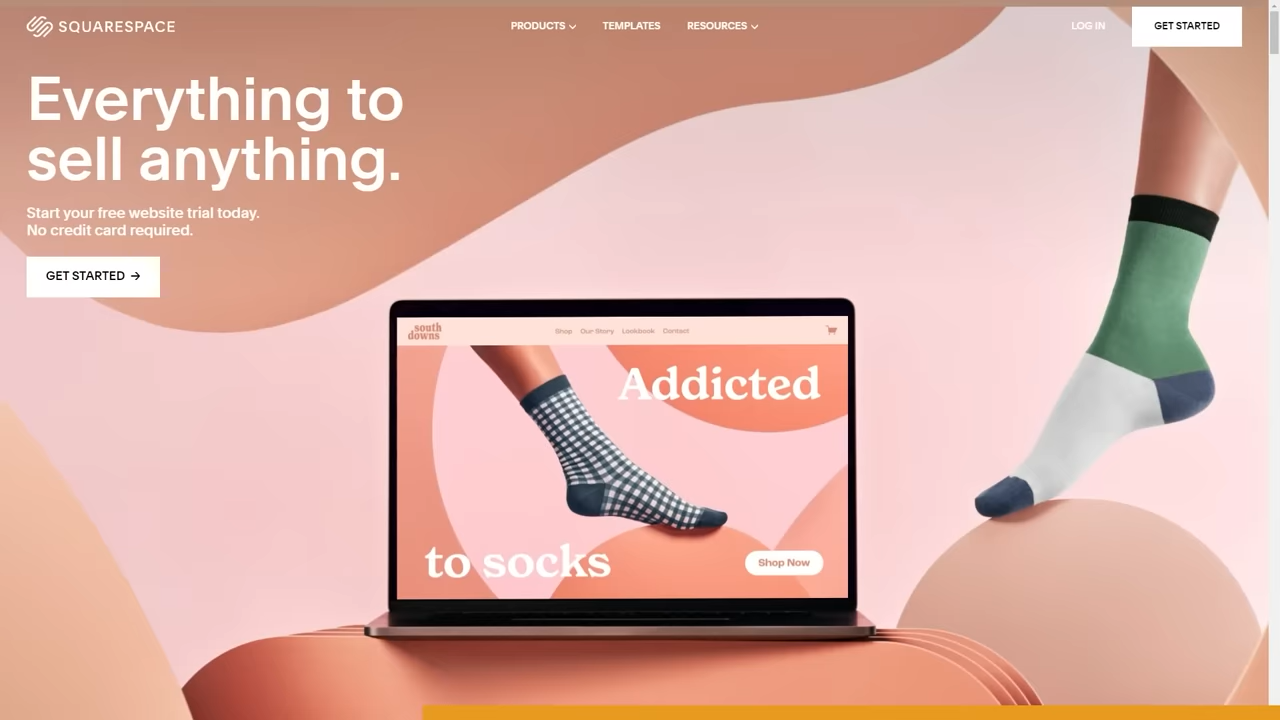 SQUARESPACE
PRODUCTS
TEMPLATES
RESOURCES
LOG IN
GET STARTED
Everything to
sell anything.
Start your free website trial today.
No credit card required.
GET STARTED →
south
downs
Shop
Our Story
Lookbook
Contact
Addicted
to socks
Shop Now